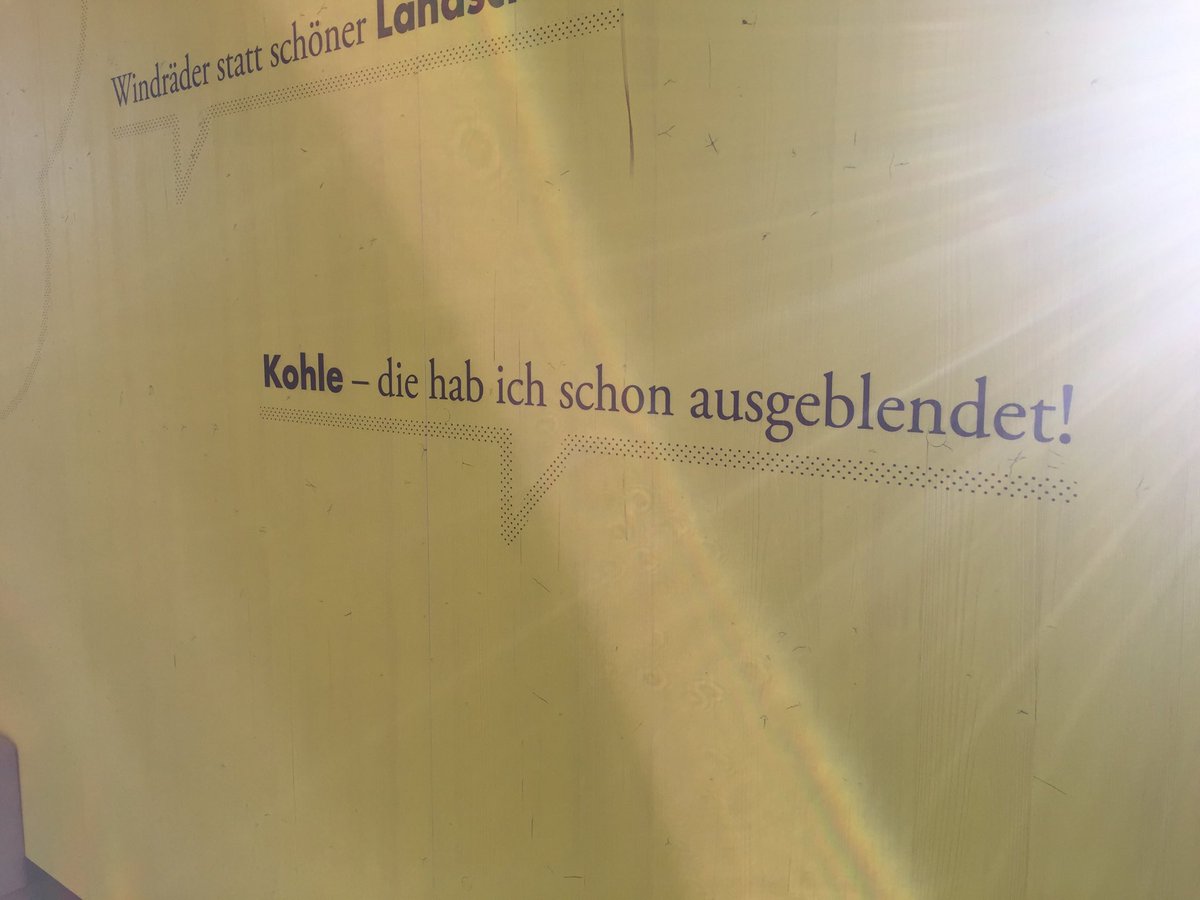 Windräder statt schöner
Kohle – die hab ich schon ausgeblendet!